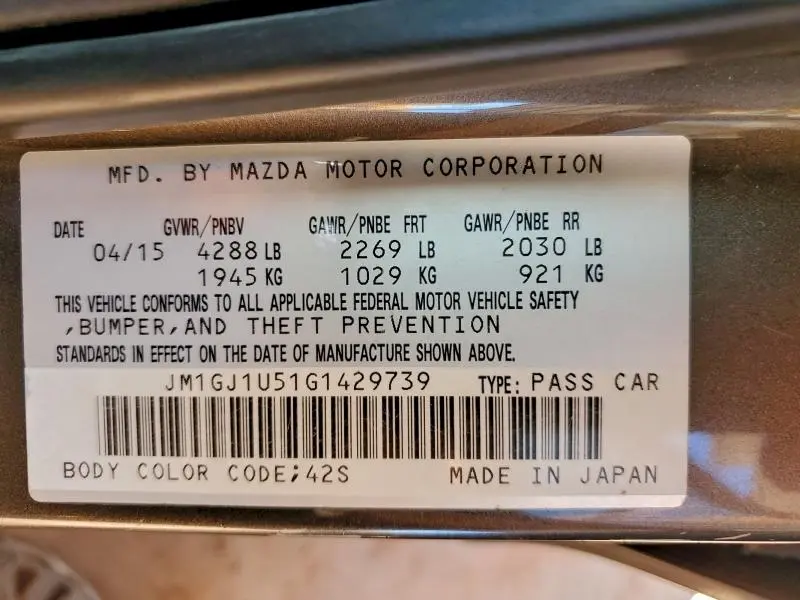 MFD. BY MAZDA MOTOR CORPORATION
DATE GVWR/PNBV GAWR/PNBE FRT GAWR/PNBE RR
04/15 4288 LB 2269 LB 2030 LB
1945 KG 1029 KG 921 KG
THIS VEHICLE CONFORMS TO ALL APPLICABLE FEDERAL MOTOR VEHICLE SAFETY
,BUMPER,AND THEFT PREVENTION
STANDARDS IN EFFECT ON THE DATE OF MANUFACTURE SHOWN ABOVE.
JM1GJ1U51G1429739 TYPE: PASS CAR
BODY COLOR CODE;42S MADE IN JAPAN